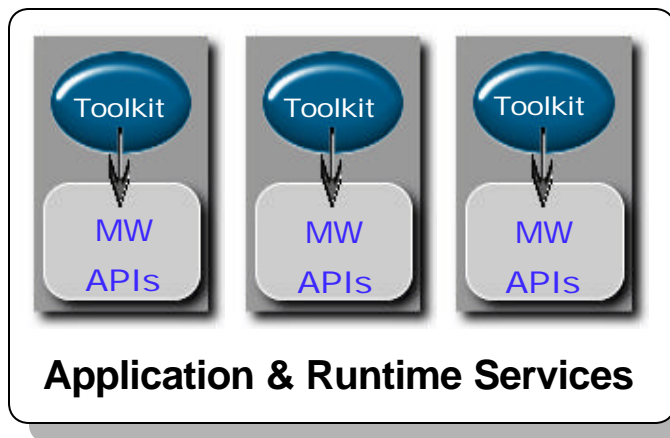 Toolkit Toolkit Toolkit
MW MW MW
APIs APIs APIs
Application & Runtime Services